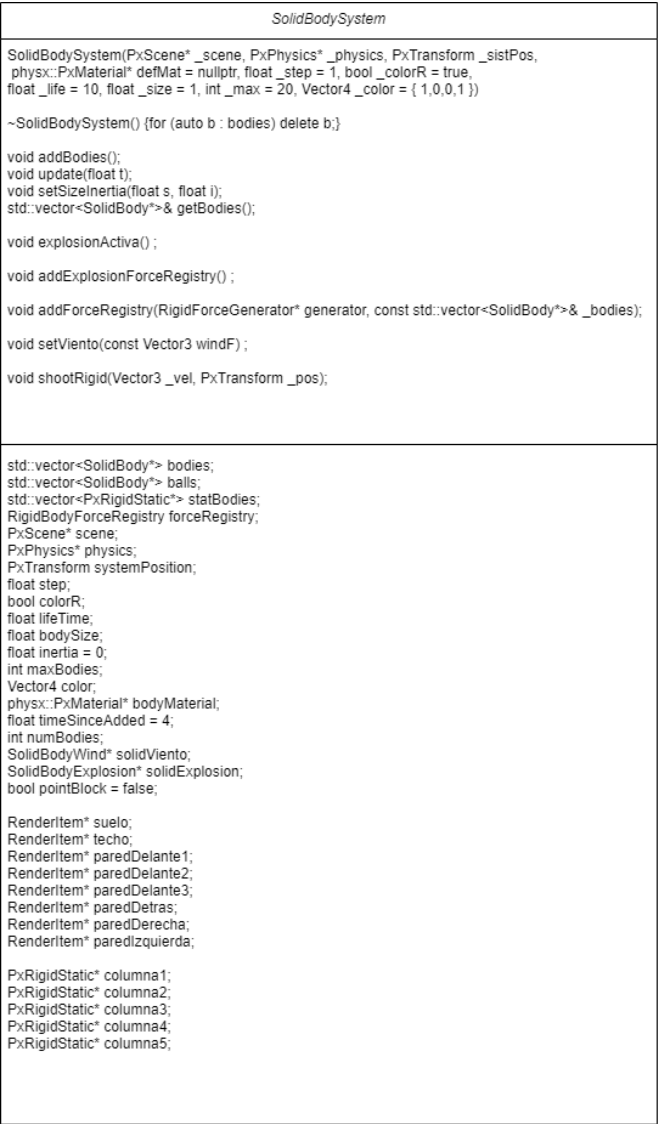 SolidBodySystem
SolidBodySystem(PxScene* _scene, PxPhysics* _physics, PxTransform _sistPos,
physx::PxMaterial* defMat = nullptr, float _step = 1, bool _colorR = true,
float _life = 10, float _size = 1, int _max = 20, Vector4 _color = { 1,0,0,1 })
~SolidBodySystem() {for (auto b : bodies) delete b;}
void addBodies();
void update(float t);
void setSizeInertia(float s, float i);
std::vector<SolidBody*>& getBodies();
void explosionActiva() ;
void addExplosionForceRegistry() ;
void addForceRegistry(RigidForceGenerator* generator, const std::vector<SolidBody*>& _bodies);
void setViento(const Vector3 windF) ;
void shootRigid(Vector3 _vel, PxTransform _pos);
std::vector<SolidBody*> bodies;
std::vector<SolidBody*> balls;
std::vector<PxRigidStatic*> statBodies;
RigidBodyForceRegistry forceRegistry;
PxScene* scene;
PxPhysics* physics;
PxTransform systemPosition;
float step;
bool colorR;
float lifeTime;
float bodySize;
float inertia = 0;
int maxBodies;
Vector4 color;
physx::PxMaterial* bodyMaterial;
float timeSinceAdded = 4;
int numBodies;
SolidBodyWind* solidViento;
SolidBodyExplosion* solidExplosion;
bool pointBlock = false;
RenderItem* suelo;
RenderItem* techo;
RenderItem* paredDelante1;
RenderItem* paredDelante2;
RenderItem* paredDelante3;
RenderItem* paredDetras;
RenderItem* paredDerecha;
RenderItem* paredIzquierda;
PxRigidStatic* columna1;
PxRigidStatic* columna2;
PxRigidStatic* columna3;
PxRigidStatic* columna4;
PxRigidStatic* columna5;